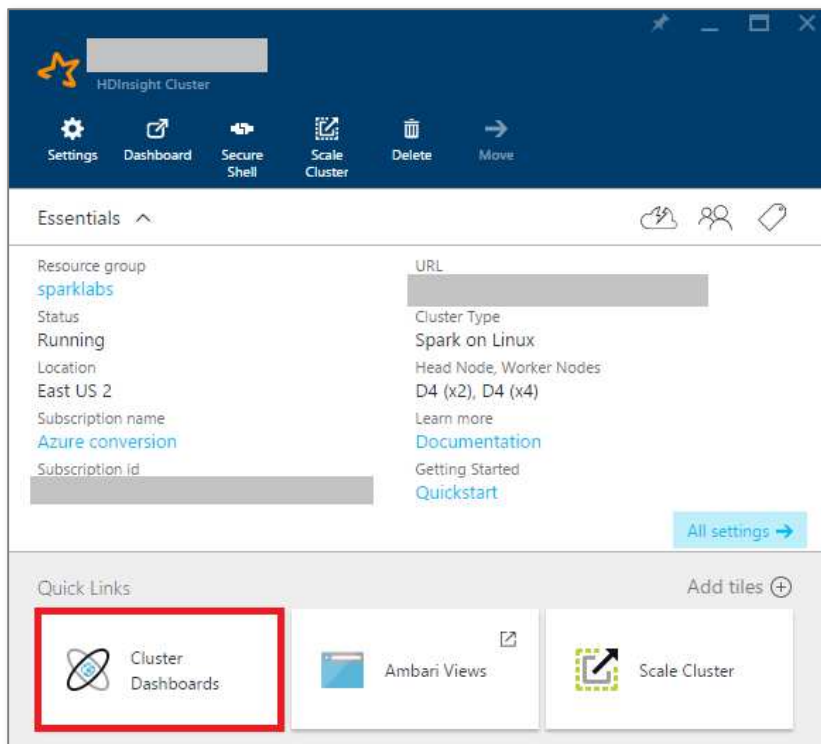 HDInsight Cluster
Settings
Dashboard
Secure
Shell
Scale
Cluster
Delete
Move
Essentials
Resource group
sparklabs
URL
Status
Running
Cluster Type
Spark on Linux
Location
East US 2
Head Node, Worker Nodes
D4 (x2), D4 (x4)
Subscription name
Azure conversion
Learn more
Documentation
Subscription id
Getting Started
Quickstart
All settings
Quick Links
Add tiles
Cluster
Dashboards
Ambari Views
Scale Cluster